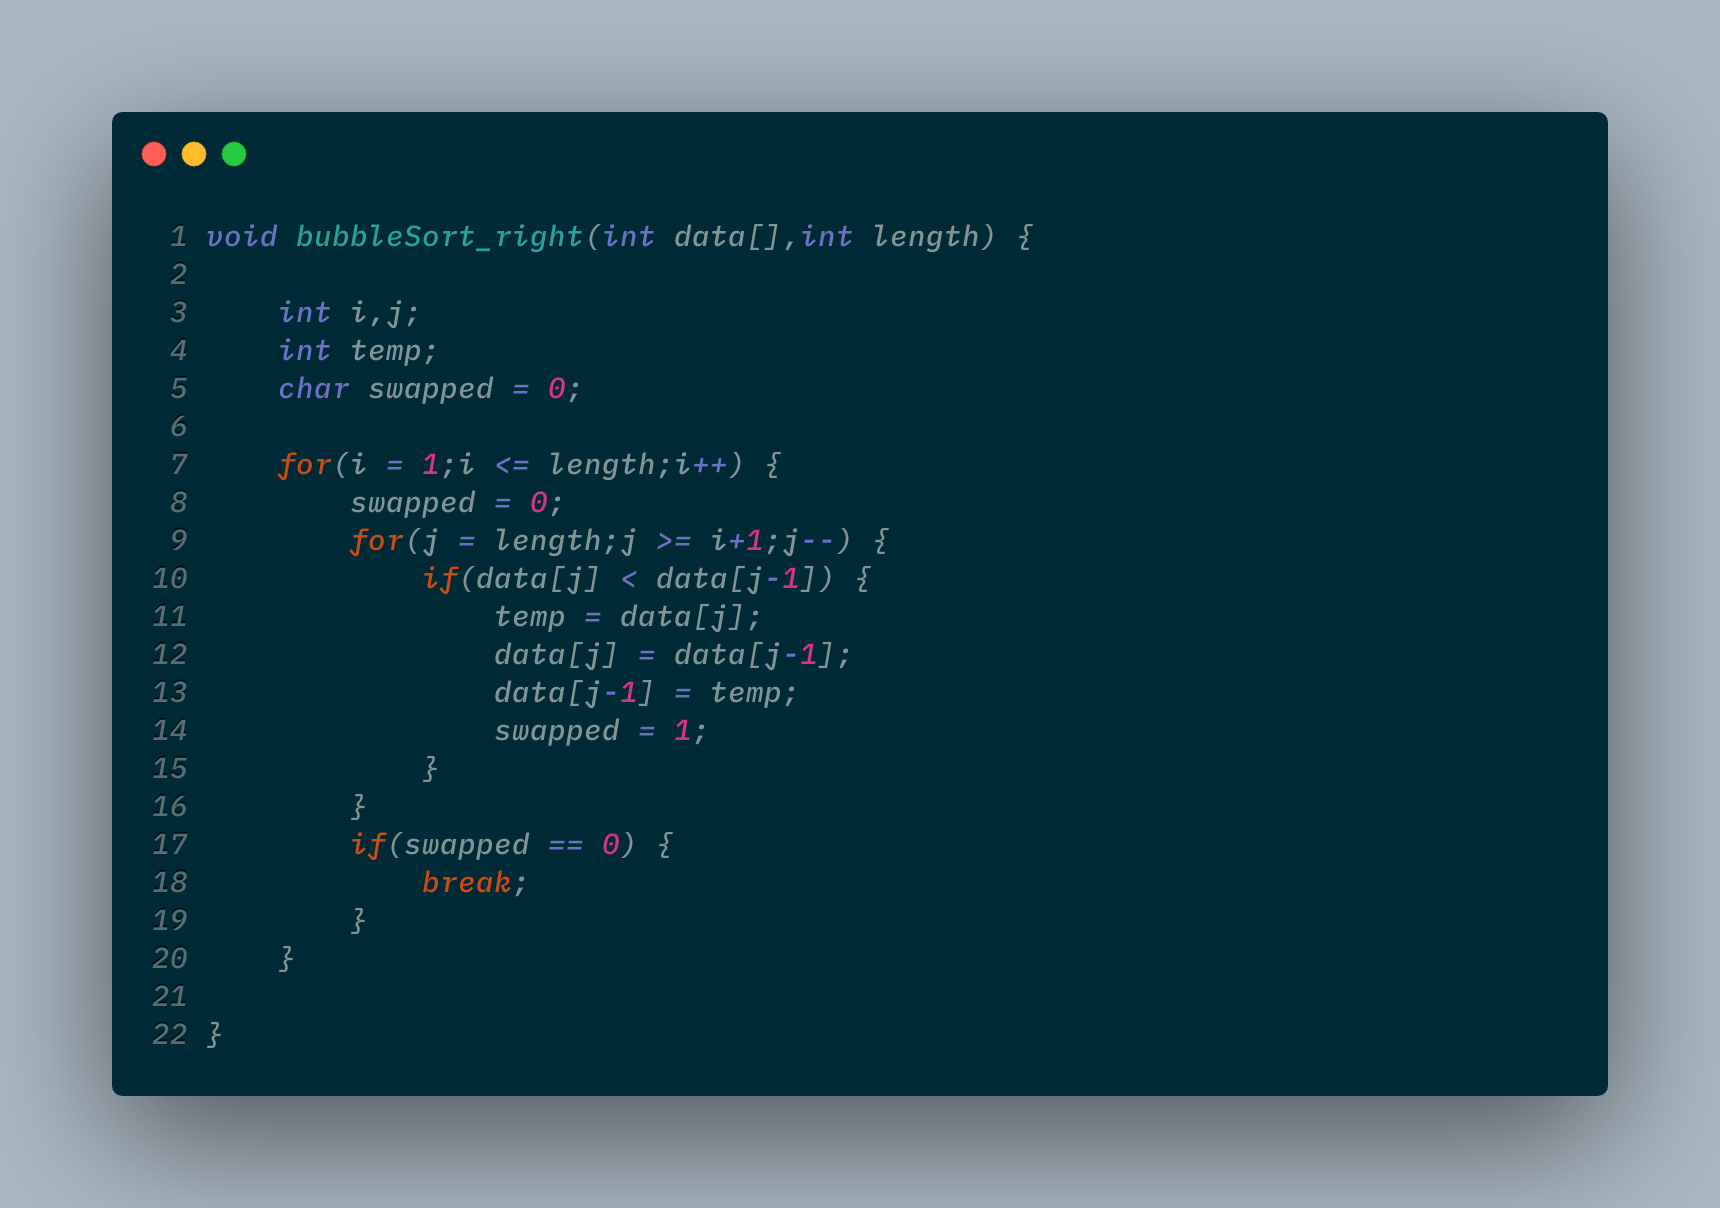 1 void bubbleSort_right(int data[],int length) {
2
3     int i,j;
4     int temp;
5     char swapped = 0;
6
7     for(i = 1;i <= length;i++) {
8         swapped = 0;
9         for(j = length;j >= i+1;j--) {
10             if(data[j] < data[j-1]) {
11                 temp = data[j];
12                 data[j] = data[j-1];
13                 data[j-1] = temp;
14                 swapped = 1;
15             }
16         }
17         if(swapped == 0) {
18             break;
19         }
20     }
21
22 }